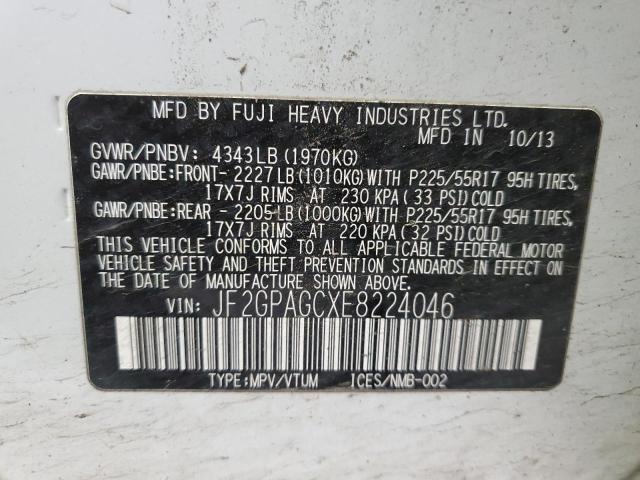 MFD BY FUJI HEAVY INDUSTRIES LTD.
MFD IN 10/13
GVWR/PNBV: 4343LB (1970KG)
GAWR/PNBE:FRONT- 2227LB(1010KG)WITH P225/55R17 95H TIRES,
17X7J RIMS AT 230 KPA(33 PSI)COLD
GAWR/PNBE:REAR - 2205LB(1000KG)WITH P225/55R17 95H TIRES,
17X7J RIMS AT 220 KPA(32 PSI)COLD
THIS VEHICLE CONFORMS TO ALL APPLICABLE FEDERAL MOTOR
VEHICLE SAFETY AND THEFT PREVENTION STANDARDS IN EFFECT ON
THE DATE OF MANUFACTURE SHOWN ABOVE.
VIN: JF2GPAGCXE8224046
TYPE:MPV/VTUM ICES/NMB-002